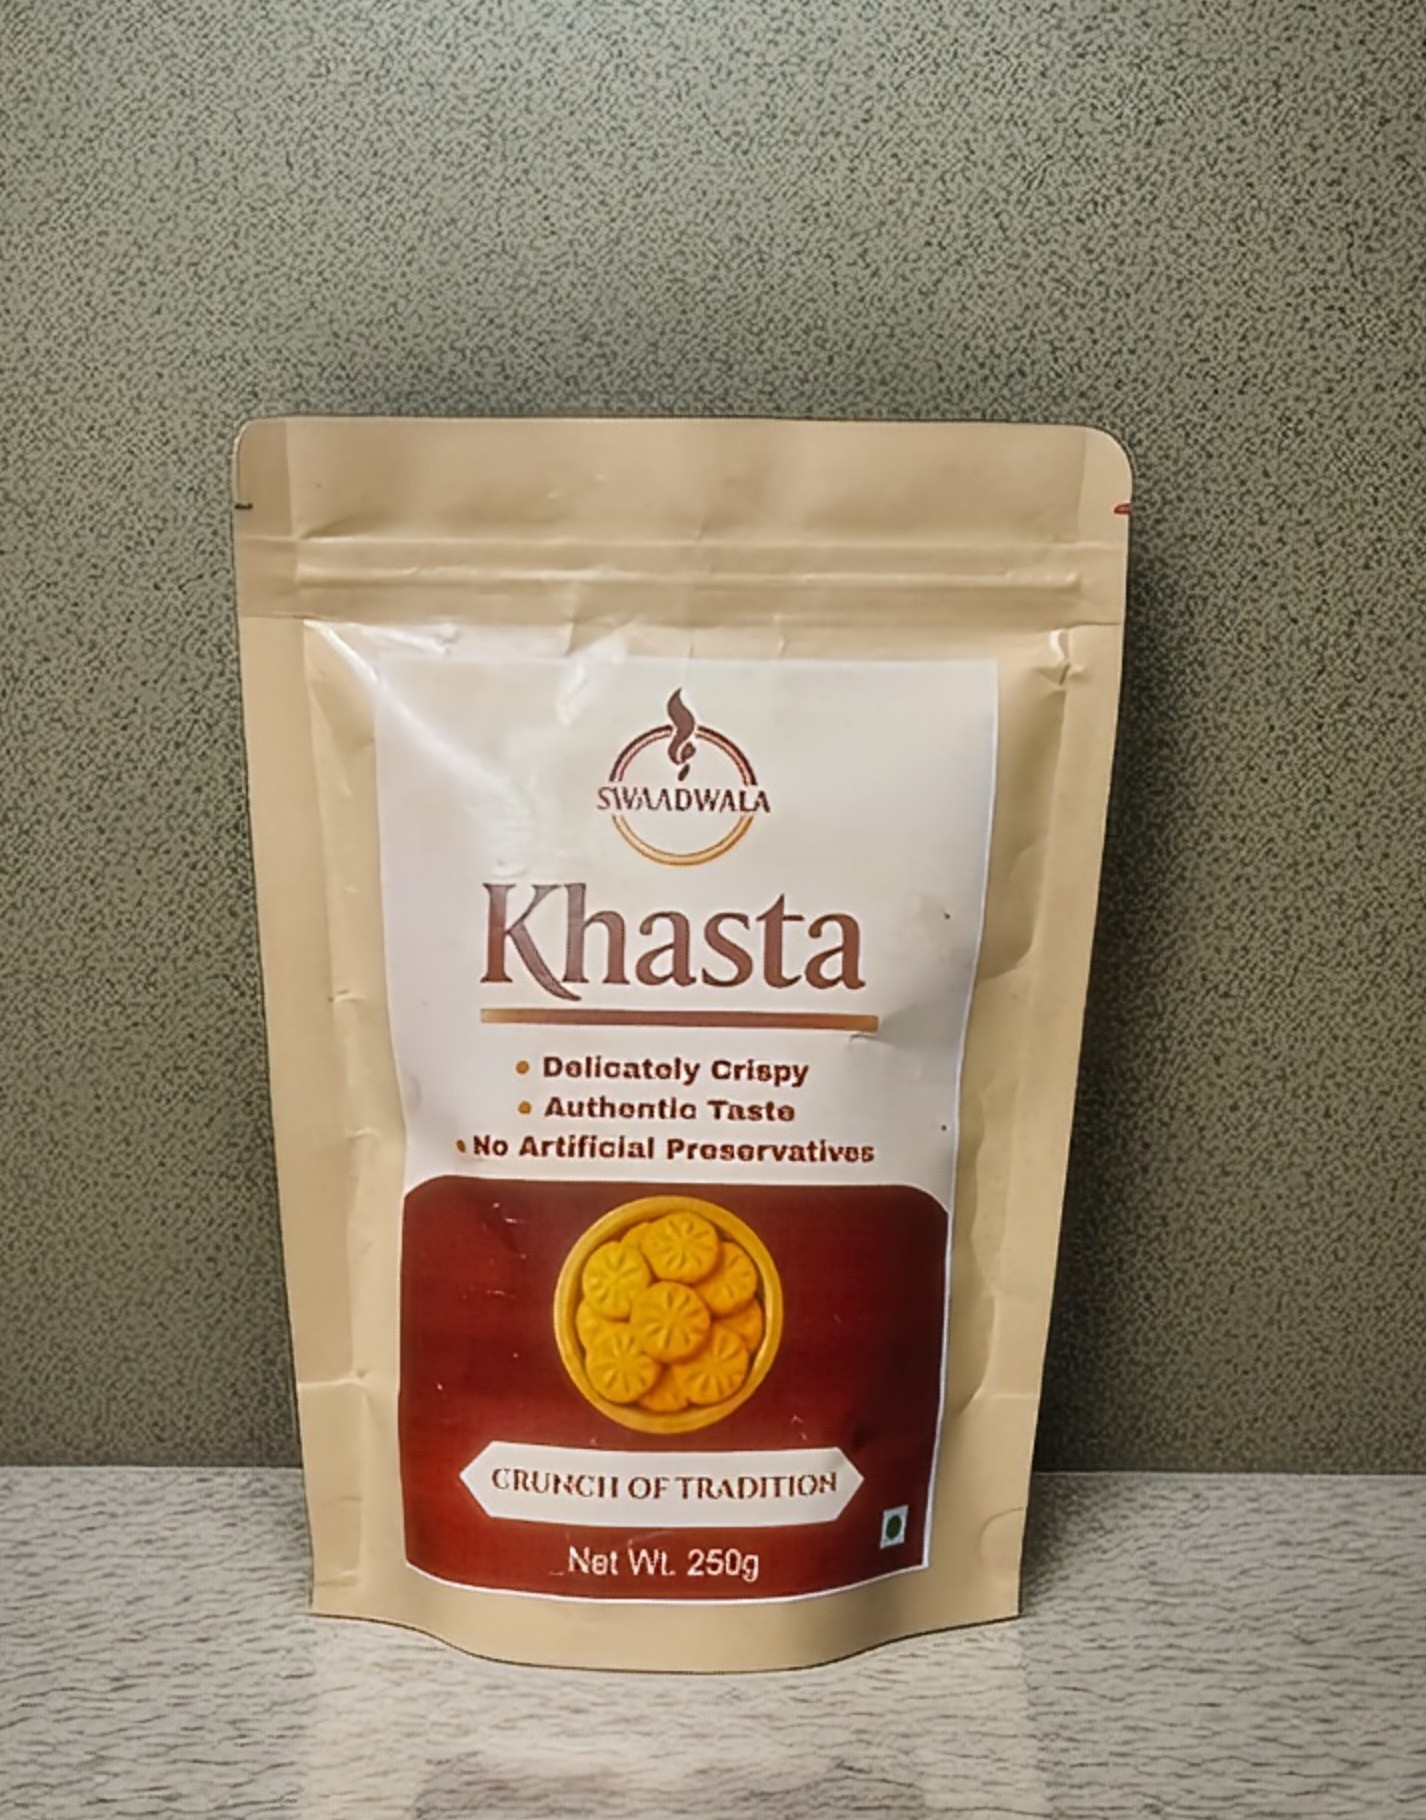 SWAADWALA
Khasta
• Delicately Crispy
• Authentic Taste
• No Artificial Preservatives
CRUNCH OF TRADITION
Net Wt. 250g